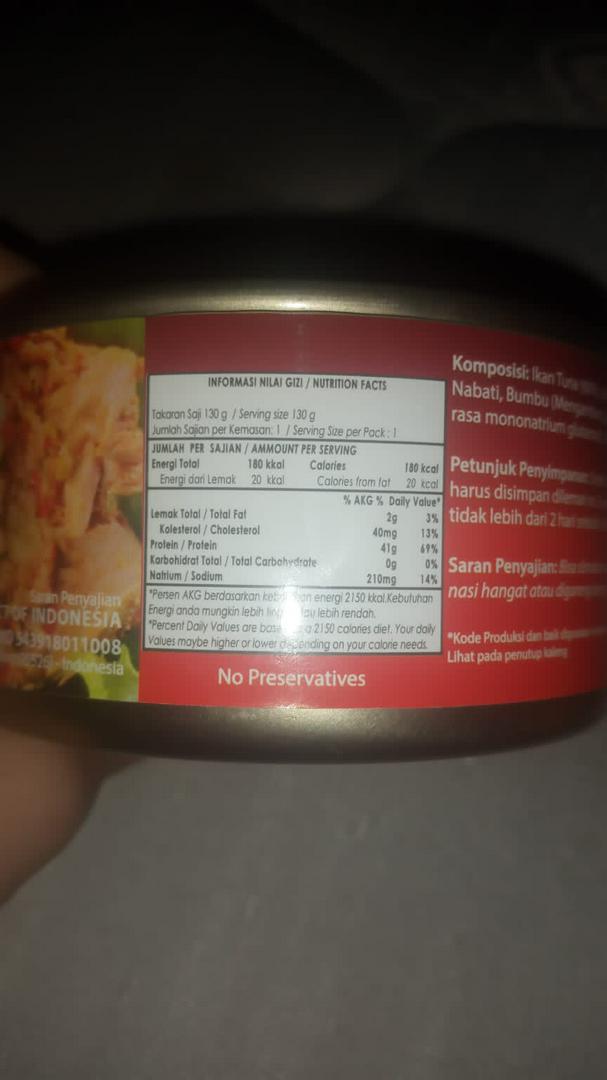 Saran Penyajian
OF INDONESIA
543918011008
Indonesia
INFORMASI NILAI GIZI / NUTRITION FACTS
Takaran Saji 130 g / Serving size 130 g
Jumlah Sajian per Kemasan: 1 / Serving Size per Pack : 1
JUMLAH PER SAJIAN / AMMOUNT PER SERVING
Energi Total 180 kkal Calories 180 kcal
Energi dari Lemak 20 kkal Calories from fat 20 kcal
% AKG % Daily Value*
Lemak Total / Total Fat 2g 3%
Kolesterol / Cholesterol 40mg 13%
Protein / Protein 41g 69%
Karbohidrat Total / Total Carbohydrate 0g 0%
Natrium / Sodium 210mg 14%
*Persen AKG berdasarkan energi 2150 kkal.Kebutuhan
Energi anda mungkin lebih lebih rendah.
*Percent Daily Values are 2150 calories diet. Your daily
Values maybe higher or lower depending on your calorie needs.
No Preservatives
Komposisi: Ikan Tuna
Nabati, Bumbu
rasa mononatrium
Petunjuk Penyimpanan:
harus disimpan
tidak lebih dari 2
Saran Penyajian:
nasi hangat atau
*Kode Produksi dan baik
Lihat pada penutup kaleng